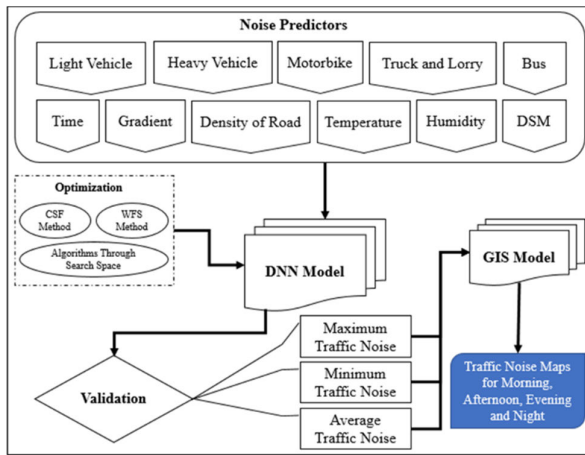 Noise Predictors
Light Vehicle
Heavy Vehicle
Motorbike
Truck and Lorry
Bus
Time
Gradient
Density of Road
Temperature
Humidity
DSM
Optimization
CSF
Method
WFS
Method
Algorithms Through
Search Space
DNN Model
GIS Model
Validation
Maximum
Traffic Noise
Minimum
Traffic Noise
Average
Traffic Noise
Traffic Noise Maps
for Morning,
Afternoon, Evening
and Night